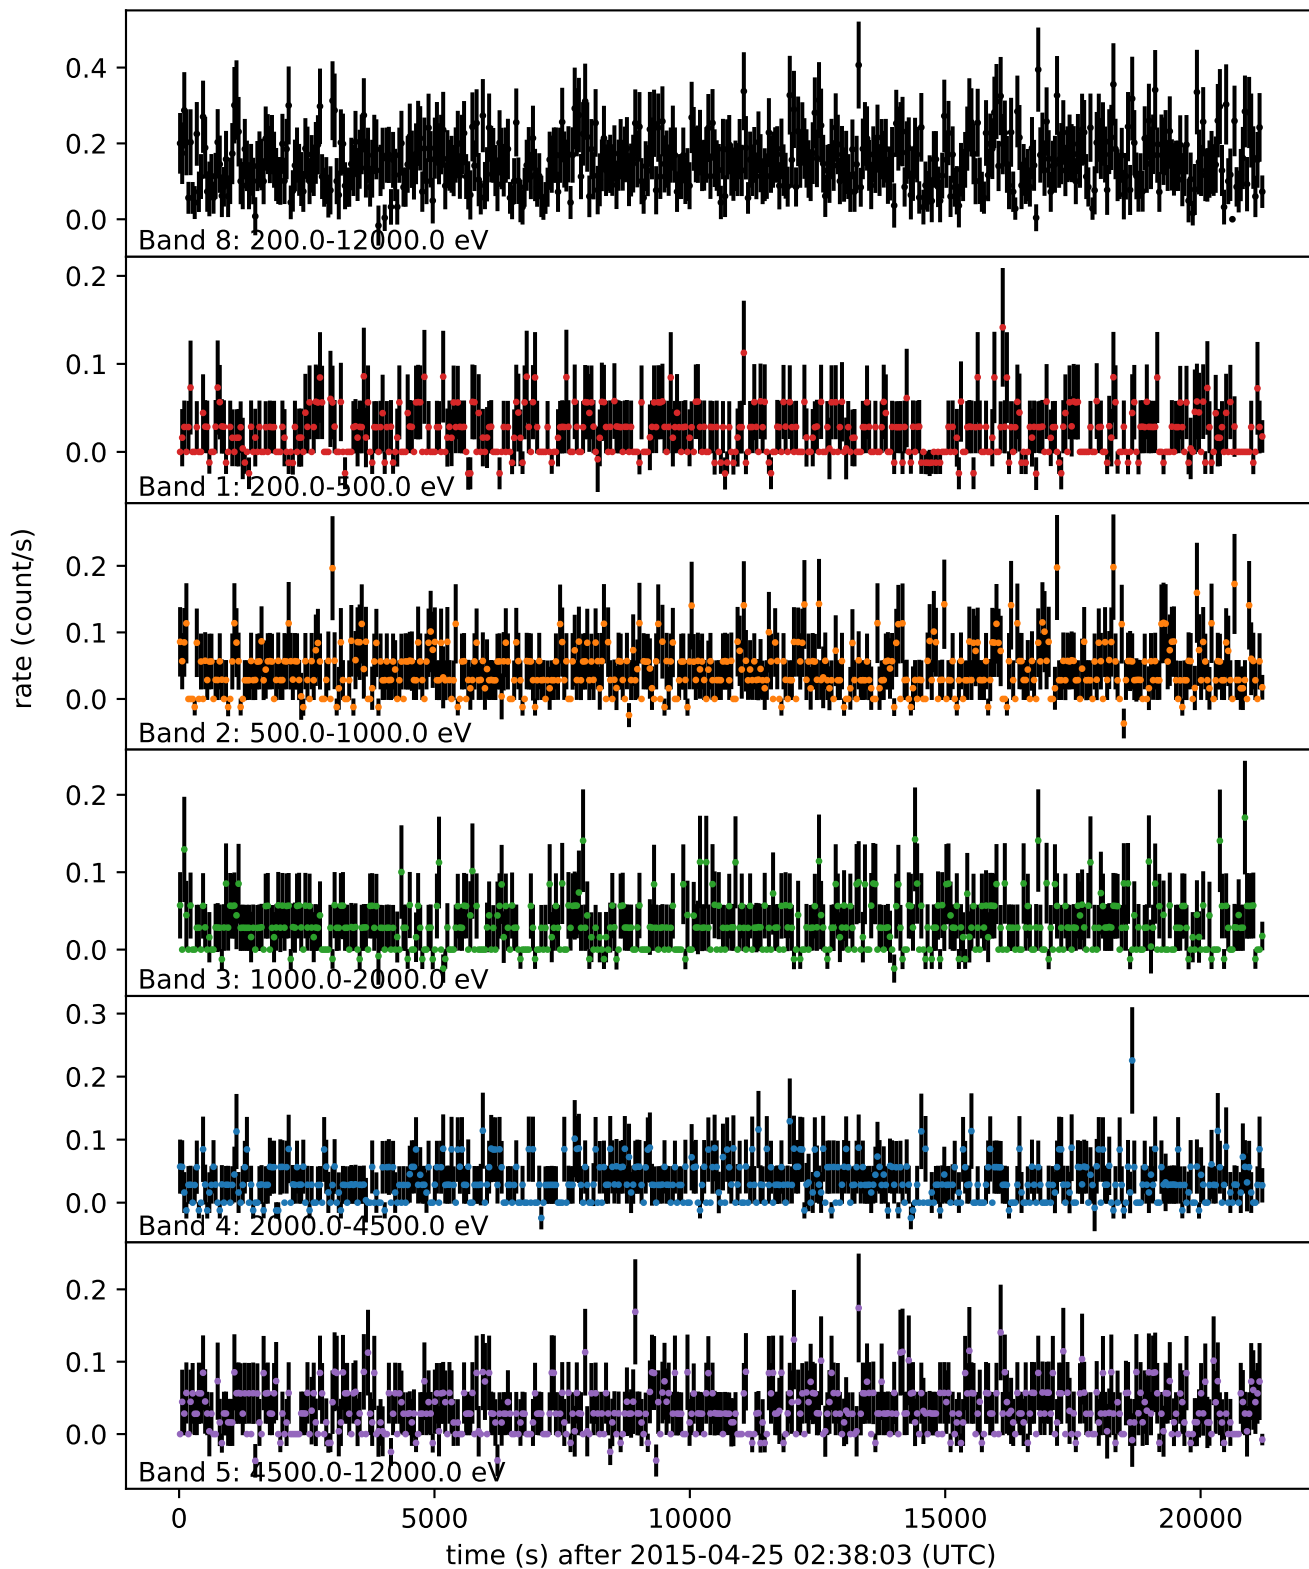 0.4
0.2
0.0
Band 8: 200.0-12000.0 eV
0.2
0.1
0.0
Band 1: 200.0-500.0 eV
rate (count/s)
0.2
0.1
0.0
Band 2: 500.0-1000.0 eV
0.2
0.1
0.0
Band 3: 1000.0-2000.0 eV
0.3
0.2
0.1
0.0
Band 4: 2000.0-4500.0 eV
0.2
0.1
0.0
Band 5: 4500.0-12000.0 eV
0 5000 10000 15000 20000
time (s) after 2015-04-25 02:38:03 (UTC)